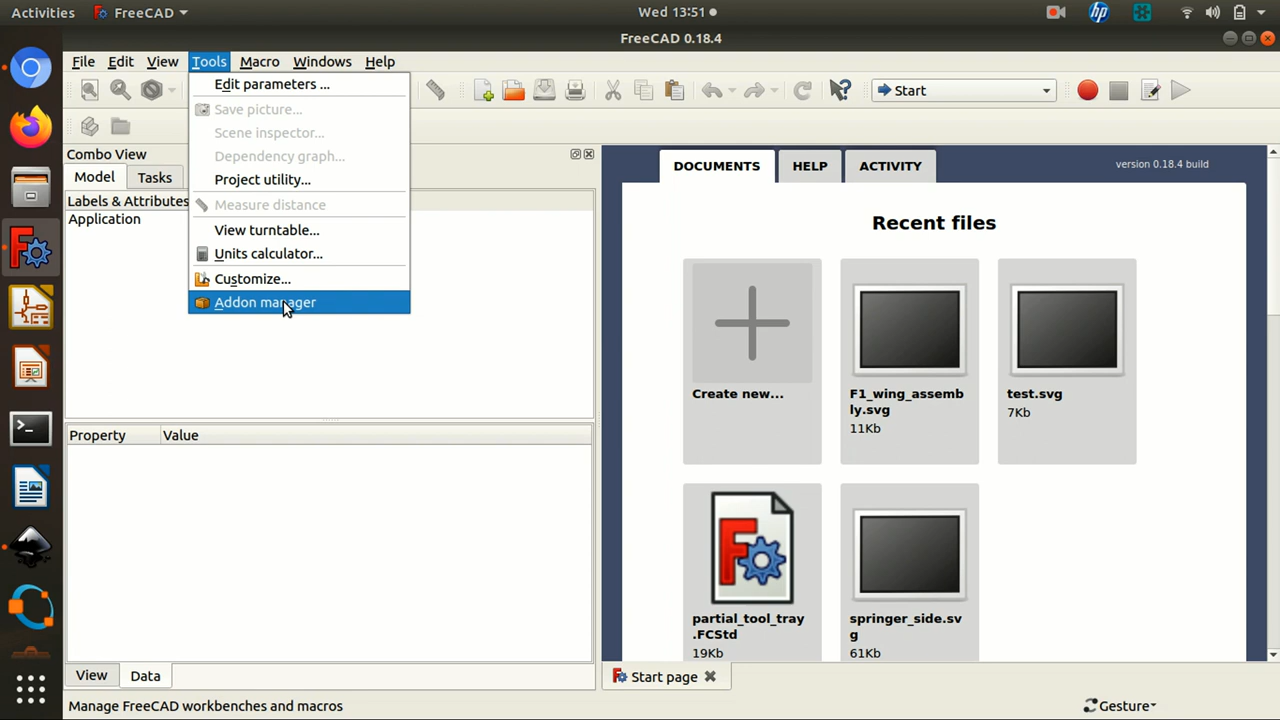 Activities
FreeCAD
Wed 13:51
FreeCAD 0.18.4
File Edit View Tools Macro Windows Help
Start
Edit parameters ...
Save picture...
Scene inspector...
Dependency graph...
Project utility...
Measure distance
View turntable...
Units calculator...
Customize...
Addon manager
Combo View
Model
Tasks
Labels & Attributes
Application
Property
Value
View
Data
DOCUMENTS
HELP
ACTIVITY
version 0.18.4 build
Recent files
Create new...
F1_wing_assemb
ly.svg
11Kb
test.svg
7Kb
partial_tool_tray
.FCStd
19Kb
springer_side.sv
g
61Kb
Start page
Manage FreeCAD workbenches and macros
Gesture